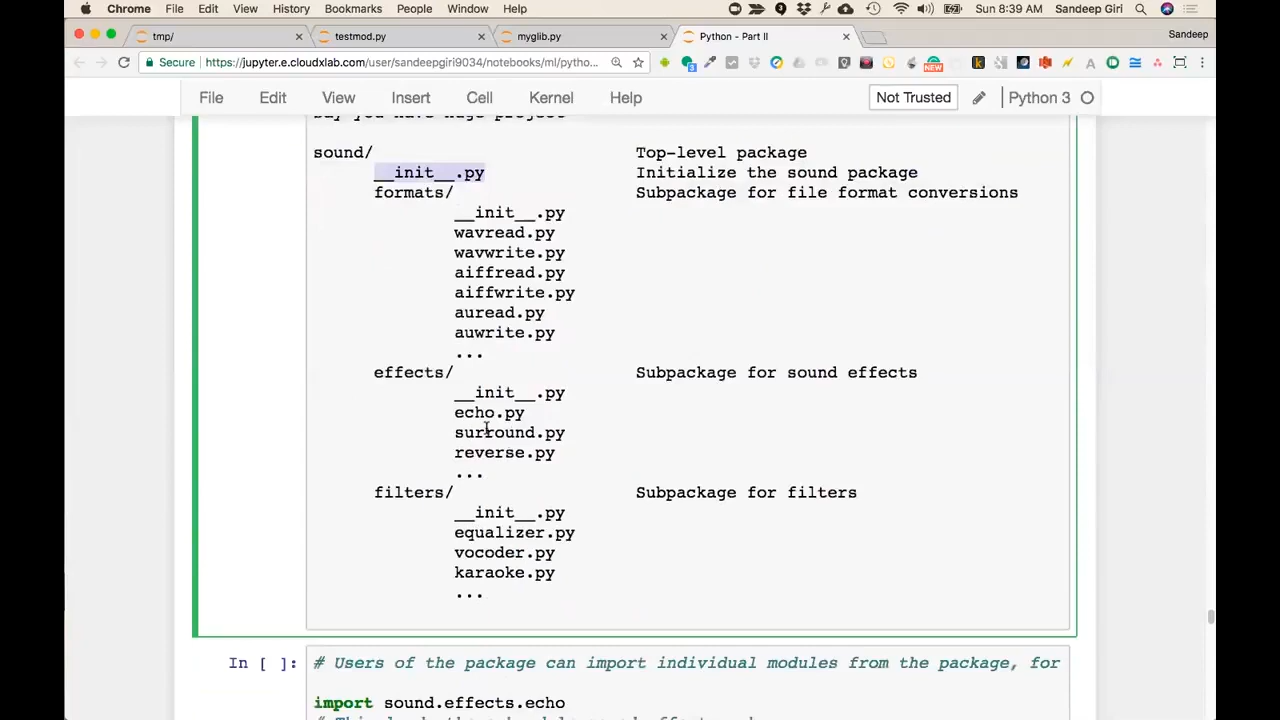 Chrome File Edit View History Bookmarks People Window Help Sun 8:39 AM Sandeep Giri
tmp/ testmod.py myglib.py Python - Part II Sandeep
Secure https://jupyter.e.cloudxlab.com/user/sandeepgiri9034/notebooks/ml/pytho... NEW
File Edit View Insert Cell Kernel Help Not Trusted Python 3
Say you have huge project
sound/ Top-level package
__init__.py Initialize the sound package
formats/ Subpackage for file format conversions
__init__.py
wavread.py
wavwrite.py
aiffread.py
aiffwrite.py
auread.py
auwrite.py
...
effects/ Subpackage for sound effects
__init__.py
echo.py
surround.py
reverse.py
...
filters/ Subpackage for filters
__init__.py
equalizer.py
vocoder.py
karaoke.py
...
In [ ]: # Users of the package can import individual modules from the package, for
import sound.effects.echo